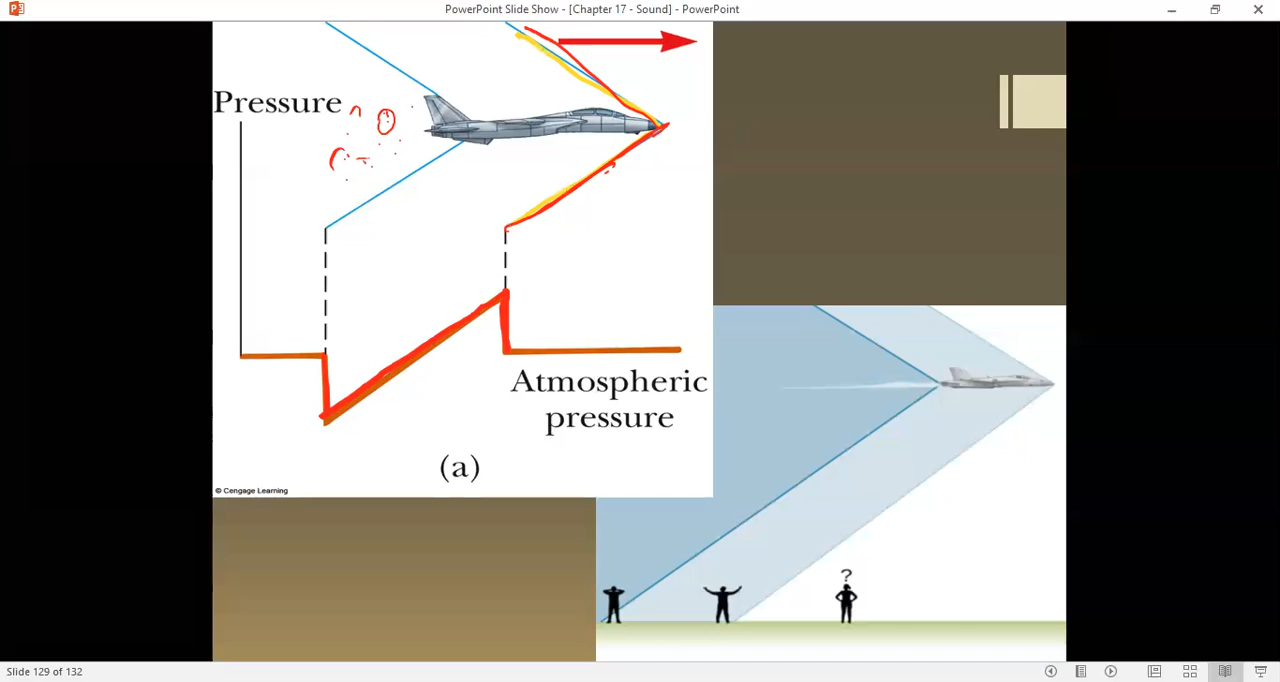 PowerPoint Slide Show - [Chapter 17 - Sound] - PowerPoint
Pressure
Atmospheric
pressure
(a)
© Cengage Learning
?
Slide 129 of 132